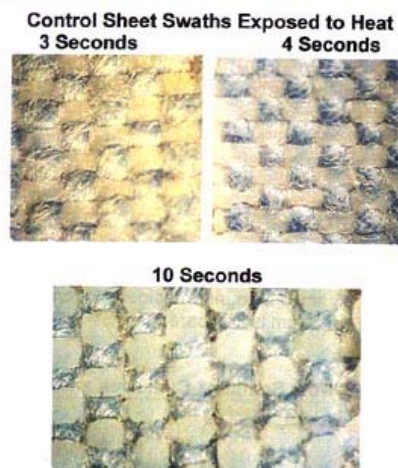 Control Sheet Swaths Exposed to Heat
3 Seconds 4 Seconds
10 Seconds